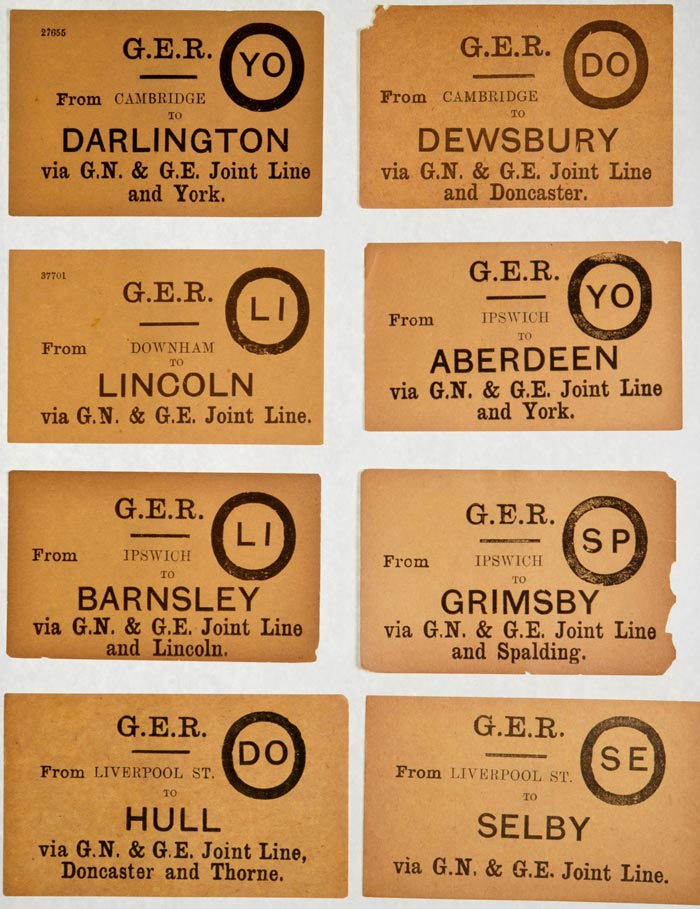 27655
G.E.R.
YO
From CAMBRIDGE
TO
DARLINGTON
via G.N. & G.E. Joint Line
and York.
G.E.R.
DO
From CAMBRIDGE
TO
DEWSBURY
via G.N. & G.E. Joint Line
and Doncaster.
37701
G.E.R.
LI
From DOWNHAM
TO
LINCOLN
via G.N. & G.E. Joint Line.
G.E.R.
YO
From IPSWICH
TO
ABERDEEN
via G.N. & G.E. Joint Line
and York.
G.E.R.
LI
From IPSWICH
TO
BARNSLEY
via G.N. & G.E. Joint Line
and Lincoln.
G.E.R.
SP
From IPSWICH
TO
GRIMSBY
via G.N. & G.E. Joint Line
and Spalding.
G.E.R.
DO
From LIVERPOOL ST.
TO
HULL
via G.N. & G.E. Joint Line,
Doncaster and Thorne.
G.E.R.
SE
From LIVERPOOL ST.
TO
SELBY
via G.N. & G.E. Joint Line.